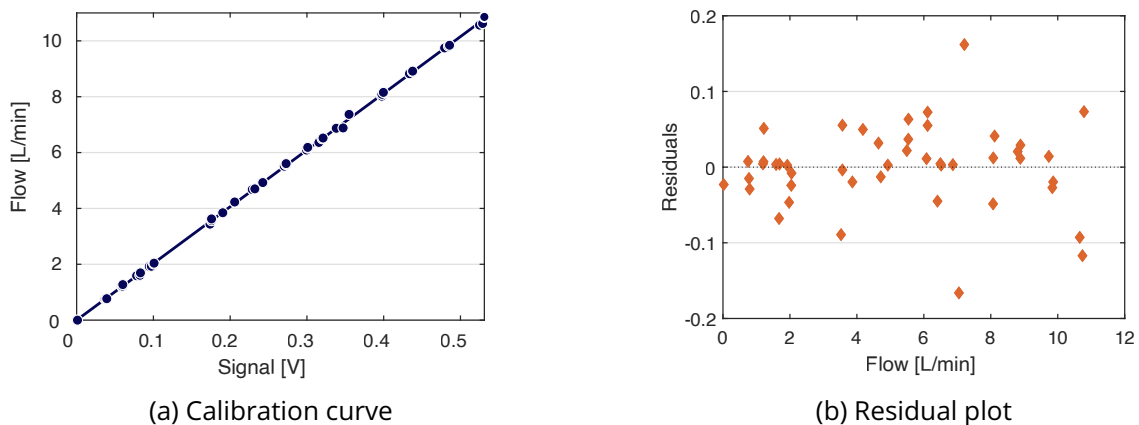 10
8
6
4
2
0
Flow [L/min]
0 0.1 0.2 0.3 0.4 0.5
Signal [V]
(a) Calibration curve
0.2
0.1
0
-0.1
-0.2
Residuals
0 2 4 6 8 10 12
Flow [L/min]
(b) Residual plot